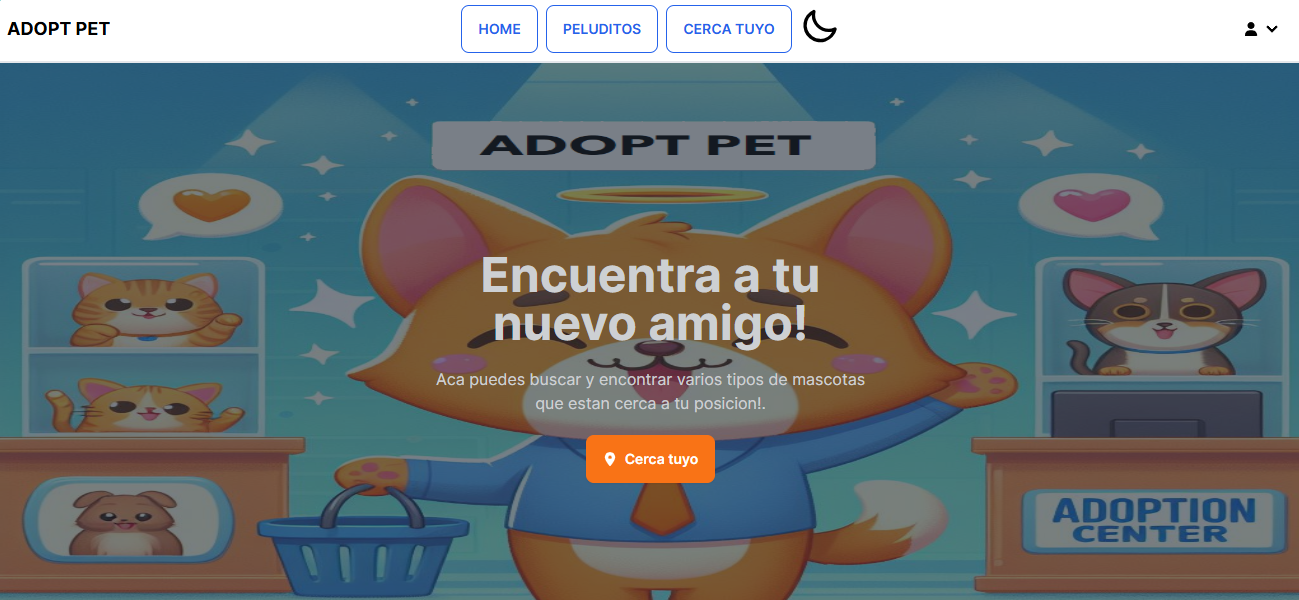 ADOPT PET
HOME
PELUDITOS
CERCA TUYO
ADOPT PET
Encuentra a tu
nuevo amigo!
Aca puedes buscar y encontrar varios tipos de mascotas
que estan cerca a tu posicion!.
Cerca tuyo
ADOPTION
CENTER